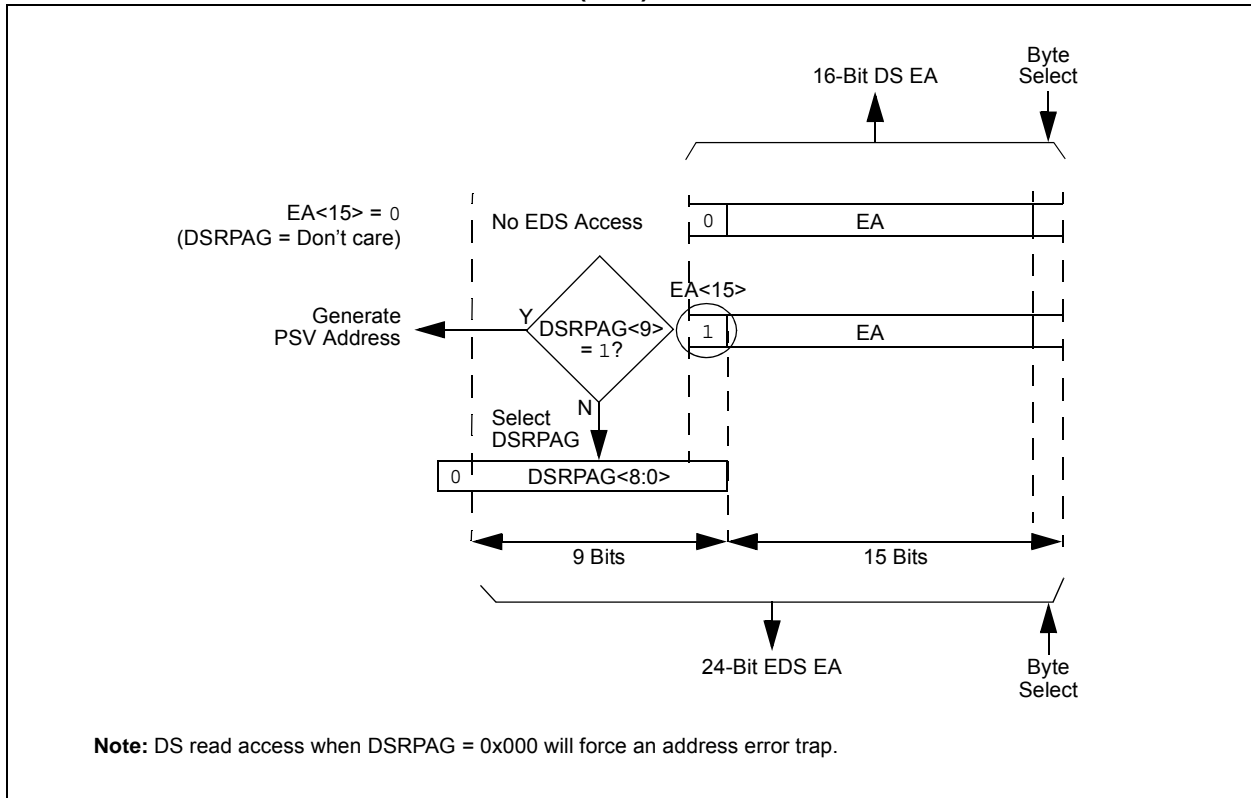 16-Bit DS EA
Byte
Select
EA<15> = 0
(DSRPAG = Don't care)
No EDS Access
0
EA
EA<15>
Generate
PSV Address
Y
DSRPAG<9>
= 1?
1
EA
N
Select
DSRPAG
0
DSRPAG<8:0>
9 Bits
15 Bits
24-Bit EDS EA
Byte
Select
Note: DS read access when DSRPAG = 0x000 will force an address error trap.